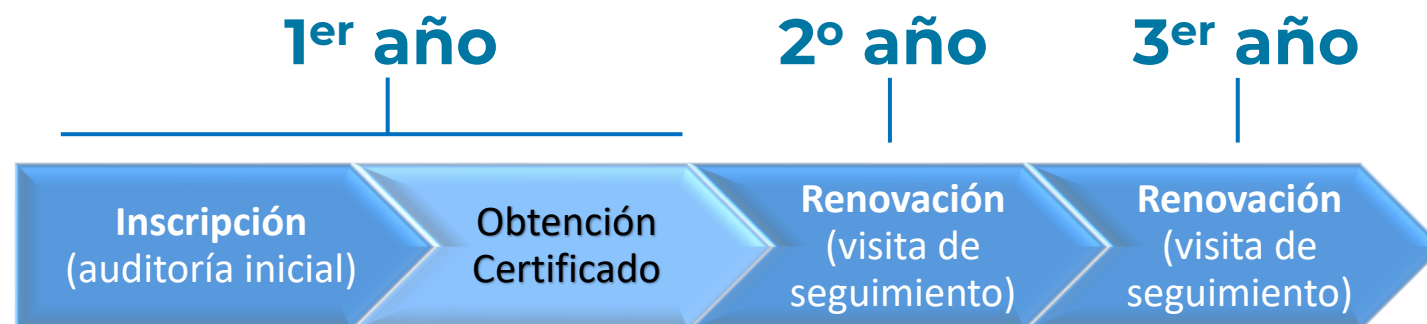 1er año
2º año
3er año
Inscripción
(auditoría inicial)
Obtención
Certificado
Renovación
(visita de
seguimiento)
Renovación
(visita de
seguimiento)